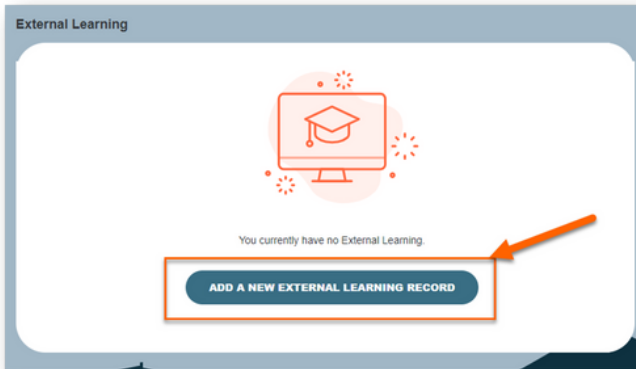 External Learning
You currently have no External Learning.
ADD A NEW EXTERNAL LEARNING RECORD